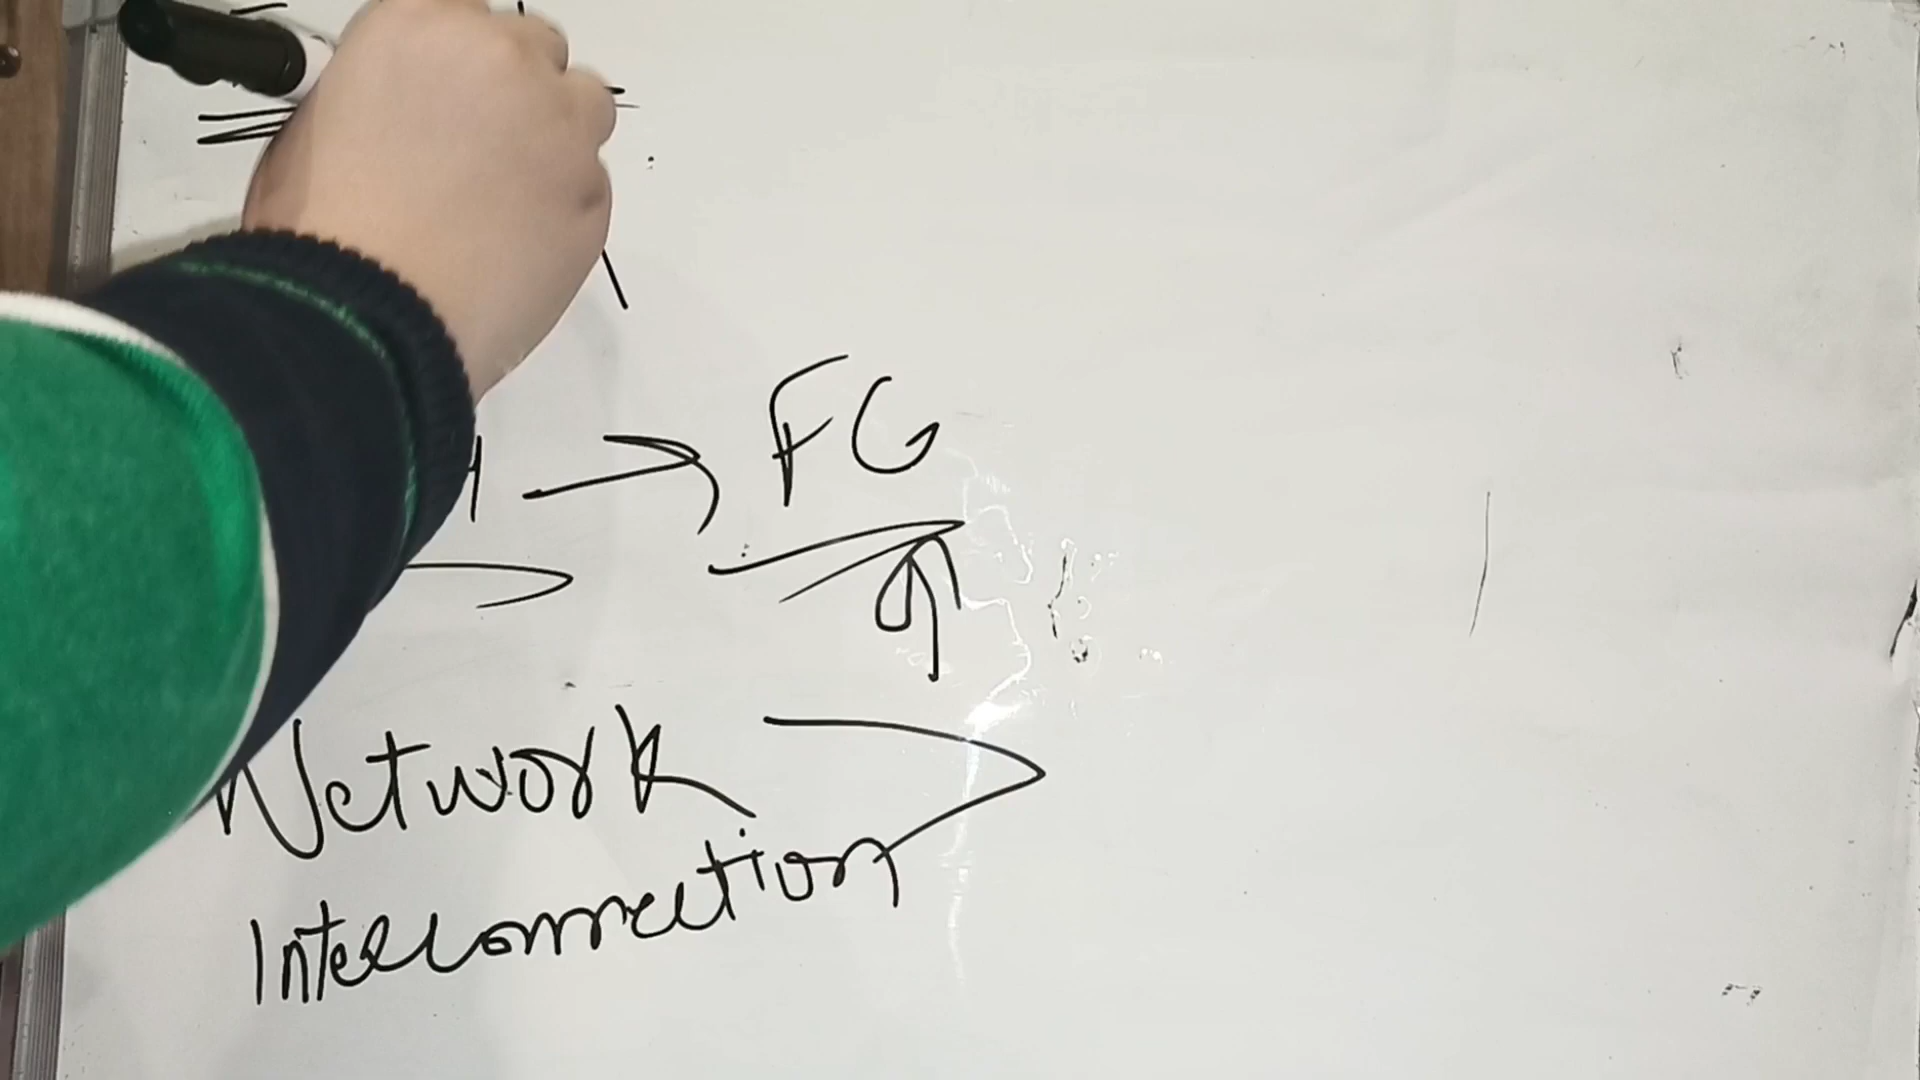 → FG
Network
Interconnection